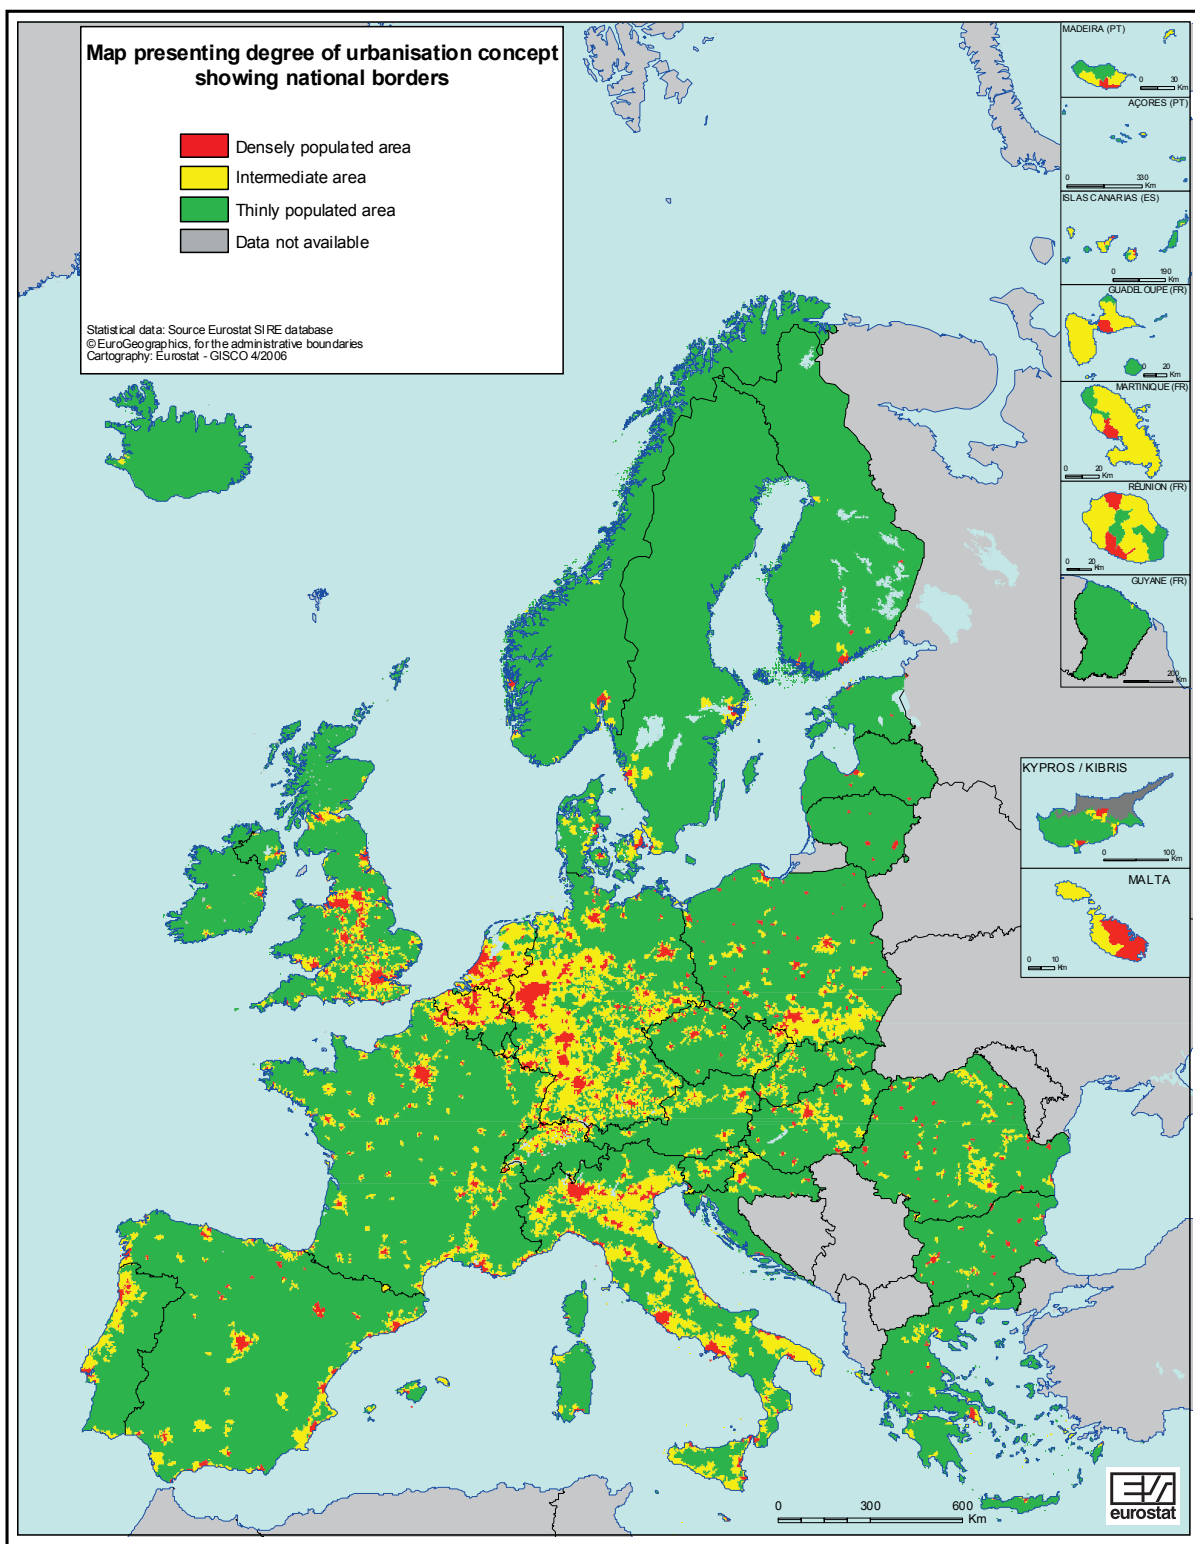 Map presenting degree of urbanisation concept
showing national borders
Densely populated area
Intermediate area
Thinly populated area
Data not available
Statistical data: Source Eurostat SIRE database
© EuroGeographics, for the administrative boundaries
Cartography: Eurostat - GISCO 4/2006
MADEIRA (PT)
0 30
Km
AÇORES (PT)
0 330
Km
ISLAS CANARIAS (ES)
0 190
Km
GUADELOUPE (FR)
0 20
Km
MARTINIQUE (FR)
0 20
Km
RÉUNION (FR)
0 20
Km
GUYANE (FR)
0 200
Km
KYPROS / KIBRIS
0 100
Km
MALTA
0 10
Km
0 300 600
Km
eurostat